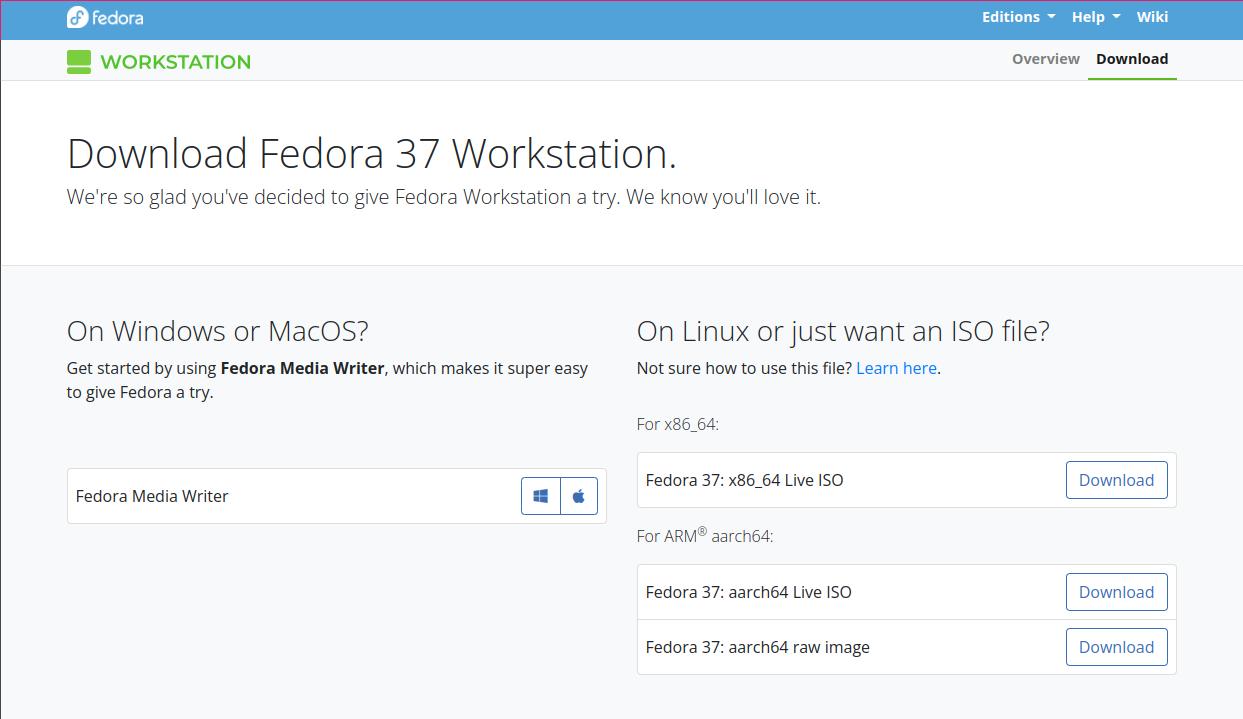 fedora
Editions Help Wiki
WORKSTATION
Overview Download
Download Fedora 37 Workstation.
We're so glad you've decided to give Fedora Workstation a try. We know you'll love it.
On Windows or MacOS?
Get started by using Fedora Media Writer, which makes it super easy
to give Fedora a try.
Fedora Media Writer
On Linux or just want an ISO file?
Not sure how to use this file? Learn here.
For x86_64:
Fedora 37: x86_64 Live ISO Download
For ARM® aarch64:
Fedora 37: aarch64 Live ISO Download
Fedora 37: aarch64 raw image Download